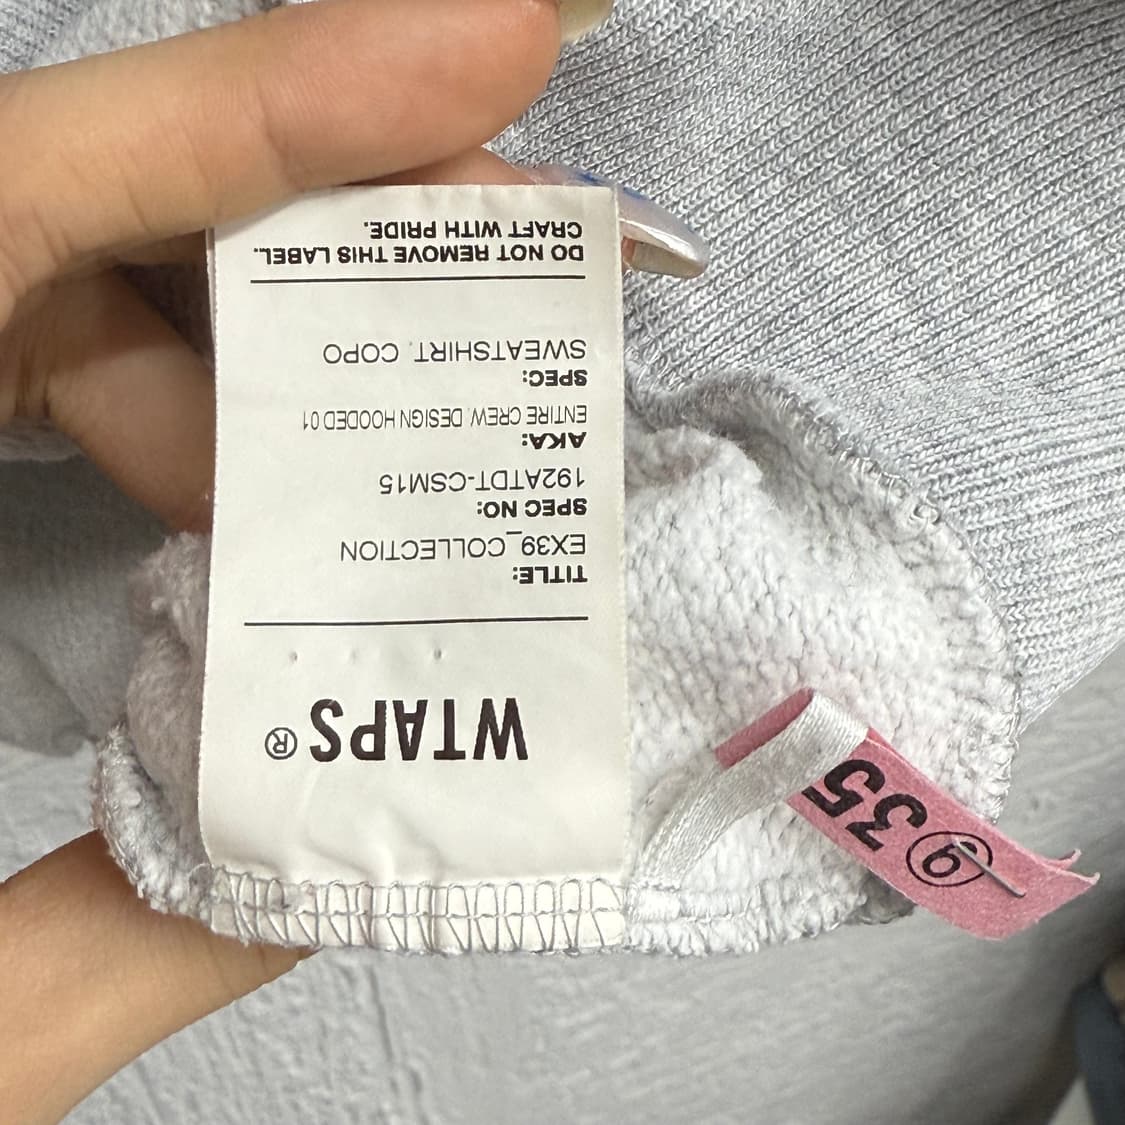 WTAPS®
TITLE:
EX39_COLLECTION
SPEC NO:
192ATDT-CSM15
AKA:
ENTIRE CREW. DESIGN HOODED 01
SPEC:
SWEATSHIRT. COPO
DO NOT REMOVE THIS LABEL..
CRAFT WITH PRIDE.
⑨ 35